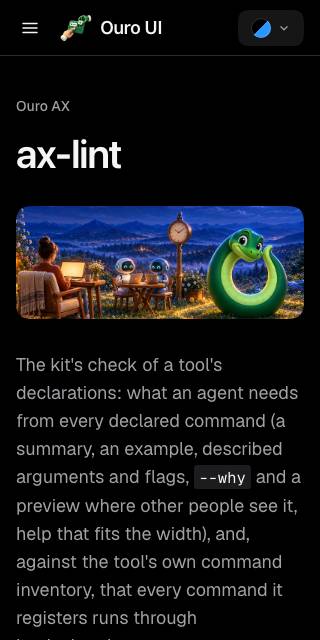 Ouro UI
Ouro AX
ax-lint
The kit's check of a tool's
declarations: what an agent needs
from every declared command (a
summary, an example, described
arguments and flags, --why and a
preview where other people see it,
help that fits the width), and,
against the tool's own command
inventory, that every command it
registers runs through